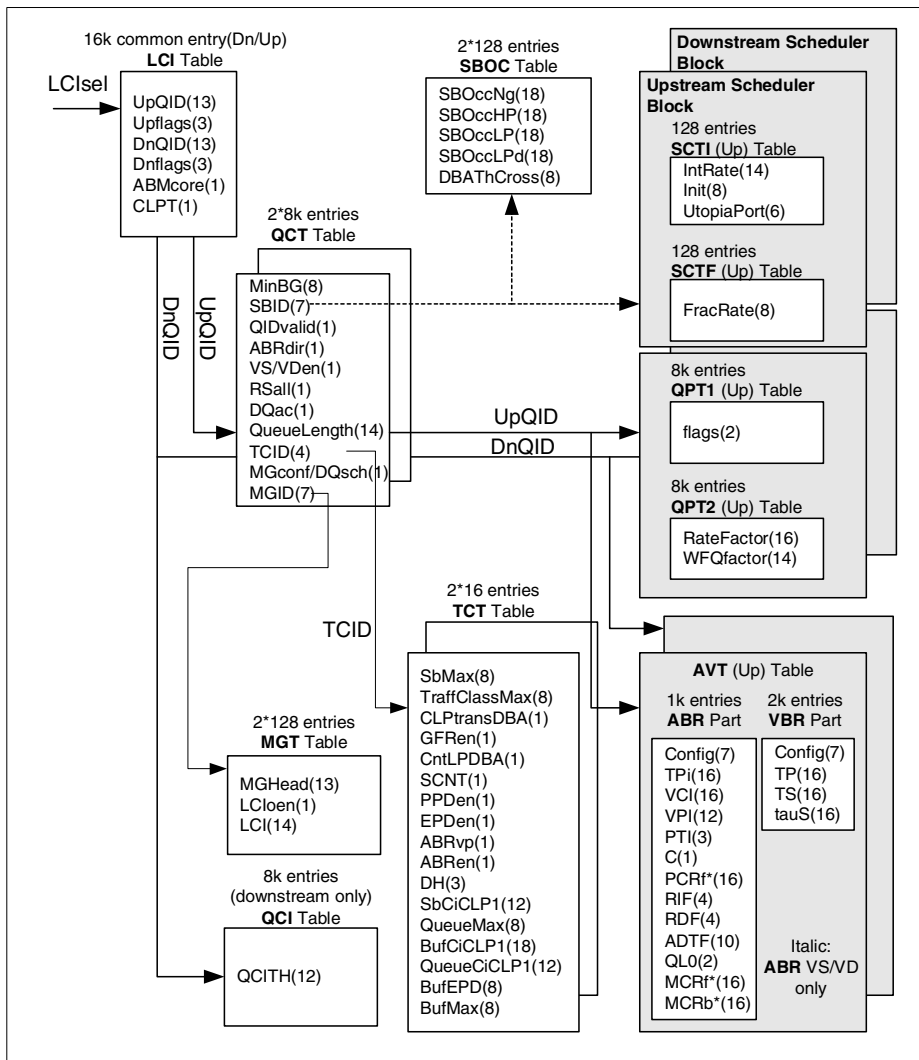 16k common entry(Dn/Up)
LCI Table
LCIsel
UpQID(13)
Upflags(3)
DnQID(13)
Dnflags(3)
ABMcore(1)
CLPT(1)
2*128 entries
SBOC Table
SBOccNg(18)
SBOccHP(18)
SBOccLP(18)
SBOccLPd(18)
DBAThCross(8)
Downstream Scheduler
Block
Upstream Scheduler
Block
128 entries
SCTI (Up) Table
IntRate(14)
Init(8)
UtopiaPort(6)
128 entries
SCTF (Up) Table
FracRate(8)
2*8k entries
QCT Table
DnQID
UpQID
MinBG(8)
SBID(7)
QIDvalid(1)
ABRdir(1)
VS/VDen(1)
RSall(1)
DQac(1)
QueueLength(14)
TCID(4)
MGconf/DQsch(1)
MGID(7)
UpQID
DnQID
8k entries
QPT1 (Up) Table
flags(2)
8k entries
QPT2 (Up) Table
RateFactor(16)
WFQfactor(14)
TCID
2*16 entries
TCT Table
SbMax(8)
TraffClassMax(8)
CLPtransDBA(1)
GFRen(1)
CntLPDBA(1)
SCNT(1)
PPDen(1)
EPDen(1)
ABRvp(1)
ABRen(1)
DH(3)
SbCiCLP1(12)
QueueMax(8)
BufCiCLP1(18)
QueueCiCLP1(12)
BufEPD(8)
BufMax(8)
2*128 entries
MGT Table
MGHead(13)
LCIoen(1)
LCI(14)
8k entries
(downstream only)
QCI Table
QCITH(12)
AVT (Up) Table
1k entries
ABR Part
Config(7)
TPi(16)
VCI(16)
VPI(12)
PTI(3)
C(1)
PCRf*(16)
RIF(4)
RDF(4)
ADTF(10)
QL0(2)
MCRf*(16)
MCRb*(16)
2k entries
VBR Part
Config(7)
TP(16)
TS(16)
tauS(16)
Italic:
ABR VS/VD
only